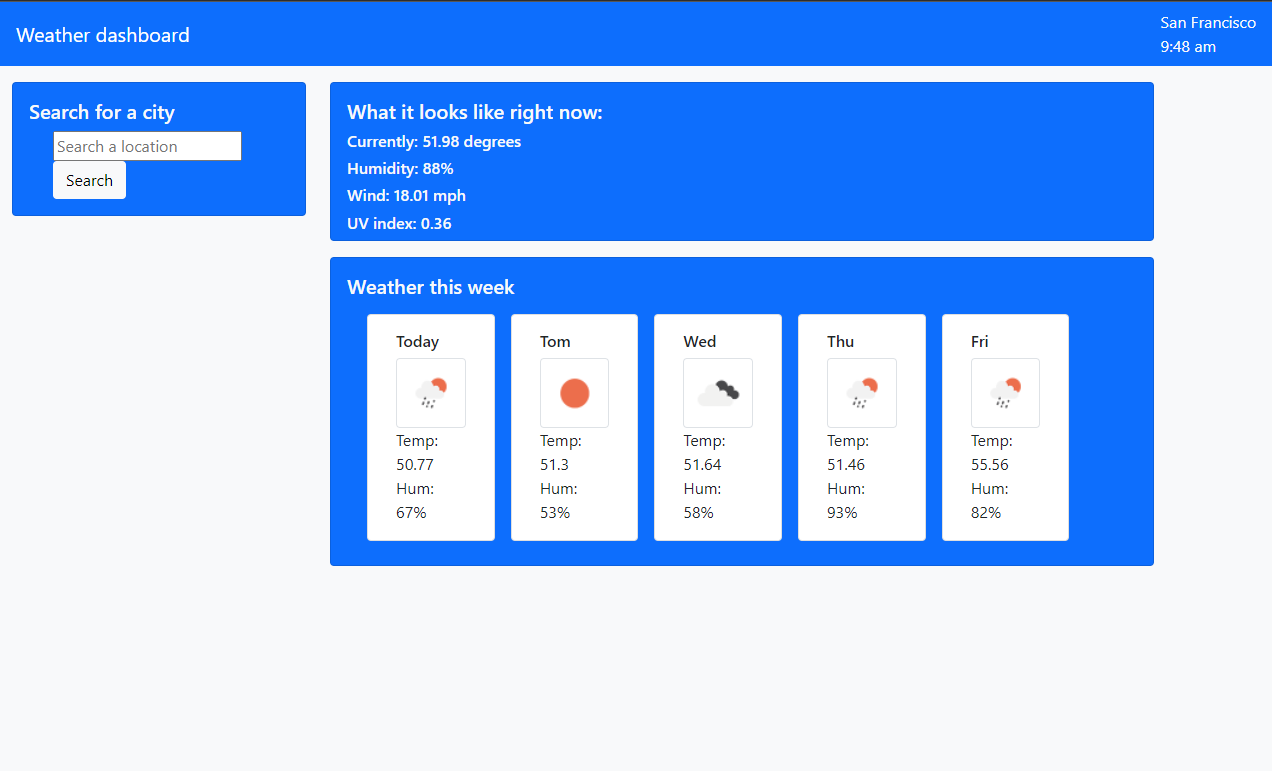 Weather dashboard
San Francisco
9:48 am
Search for a city
Search a location
Search
What it looks like right now:
Currently: 51.98 degrees
Humidity: 88%
Wind: 18.01 mph
UV index: 0.36
Weather this week
Today
Temp:
50.77
Hum:
67%
Tom
Temp:
51.3
Hum:
53%
Wed
Temp:
51.64
Hum:
58%
Thu
Temp:
51.46
Hum:
93%
Fri
Temp:
55.56
Hum:
82%